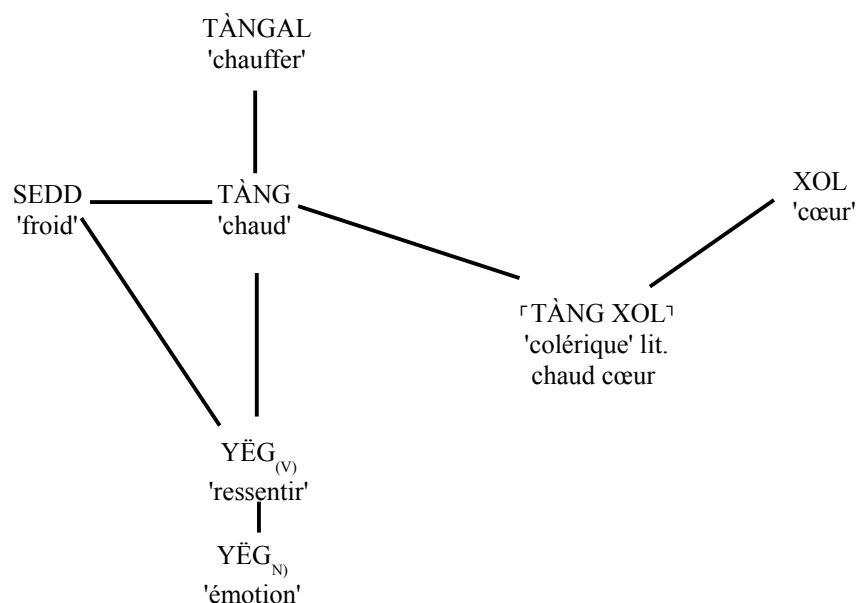 TÀNGAL
'chauffer'
SEDD
'froid'
TÀNG
'chaud'
XOL
'cœur'
⌜TÀNG XOL⌝
'colérique' lit.
chaud cœur
YËG(V)
'ressentir'
YËGN)
'émotion'